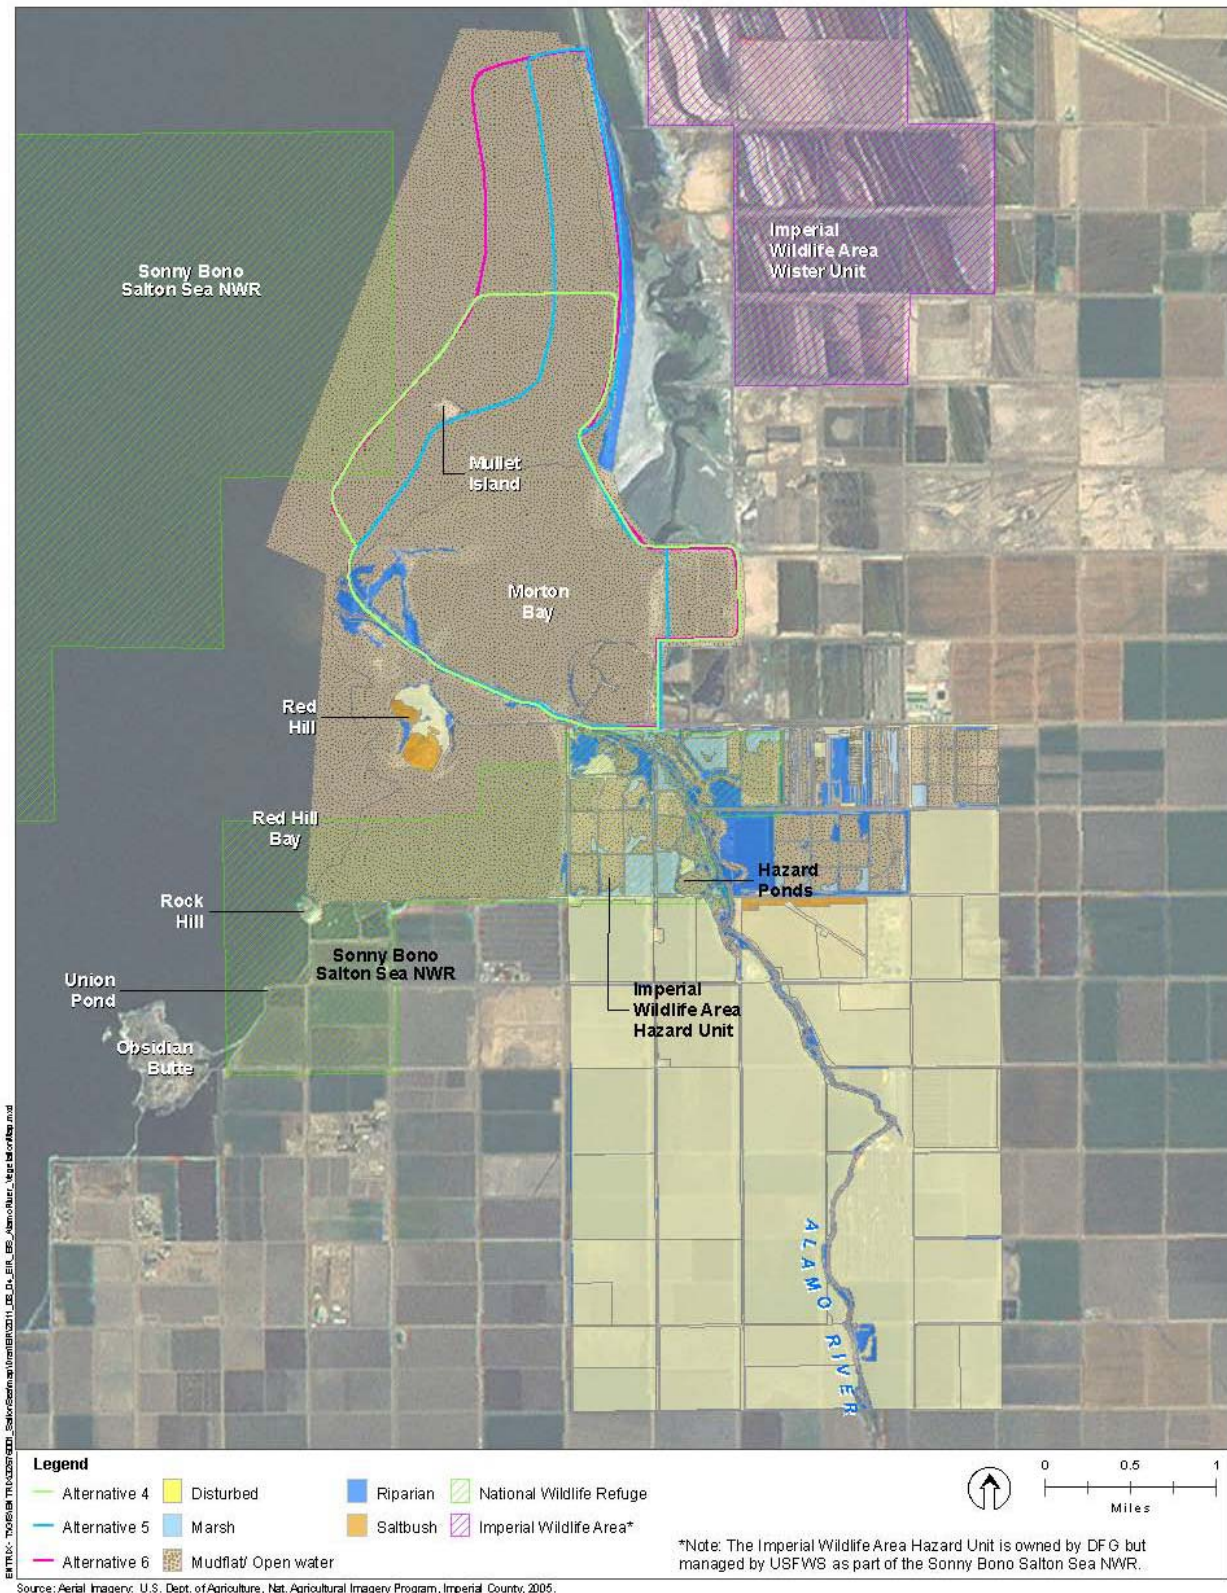 Imperial
Wildlife Area
Wister Unit
Sonny Bono
Salton Sea NWR
Mullet
Island
Morton
Bay
Red
Hill
Red Hill
Bay
Hazard
Ponds
Rock
Hill
Sonny Bono
Salton Sea NWR
Union
Pond
Imperial
Wildlife Area
Hazard Unit
Obsidian
Butte
ALAMO RIVER
Legend
Alternative 4
Disturbed
Riparian
National Wildlife Refuge
Alternative 5
Marsh
Saltbush
Imperial Wildlife Area*
Alternative 6
Mudflat/ Open water
0 0.5 1
Miles
*Note: The Imperial Wildlife Area Hazard Unit is owned by DFG but
managed by USFWS as part of the Sonny Bono Salton Sea NWR.
Source: Aerial Imagery: U.S. Dept. of Agriculture, Nat. Agricultural Imagery Program, Imperial County, 2005.